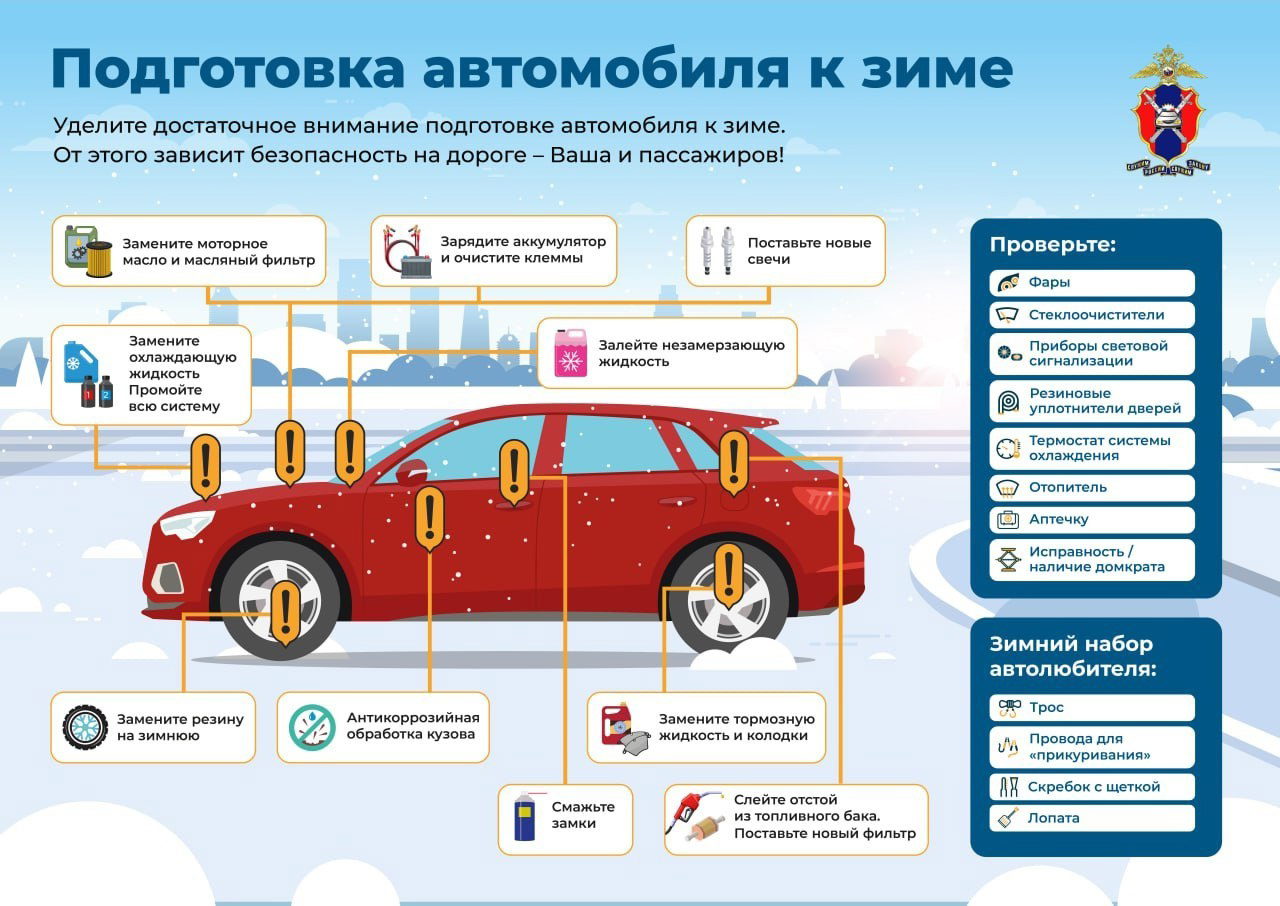 Подготовка автомобиля к зиме
Уделите достаточное внимание подготовке автомобиля к зиме.
От этого зависит безопасность на дороге – Ваша и пассажиров!
Замените моторное
масло и масляный фильтр
Зарядите аккумулятор
и очистите клеммы
Поставьте новые
свечи
Замените
охлаждающую
жидкость
Промойте
всю систему
1
2
Залейте незамерзающую
жидкость
Замените резину
на зимнюю
Антикоррозийная
обработка кузова
Замените тормозную
жидкость и колодки
Смажьте
замки
Слейте отстой
из топливного бака.
Поставьте новый фильтр
Проверьте:
Фары
Стеклоочистители
Приборы световой
сигнализации
Резиновые
уплотнители дверей
Термостат системы
охлаждения
Отопитель
Аптечку
Исправность /
наличие домкрата
Зимний набор
автолюбителя:
Трос
Провода для
«прикуривания»
Скребок с щеткой
Лопата